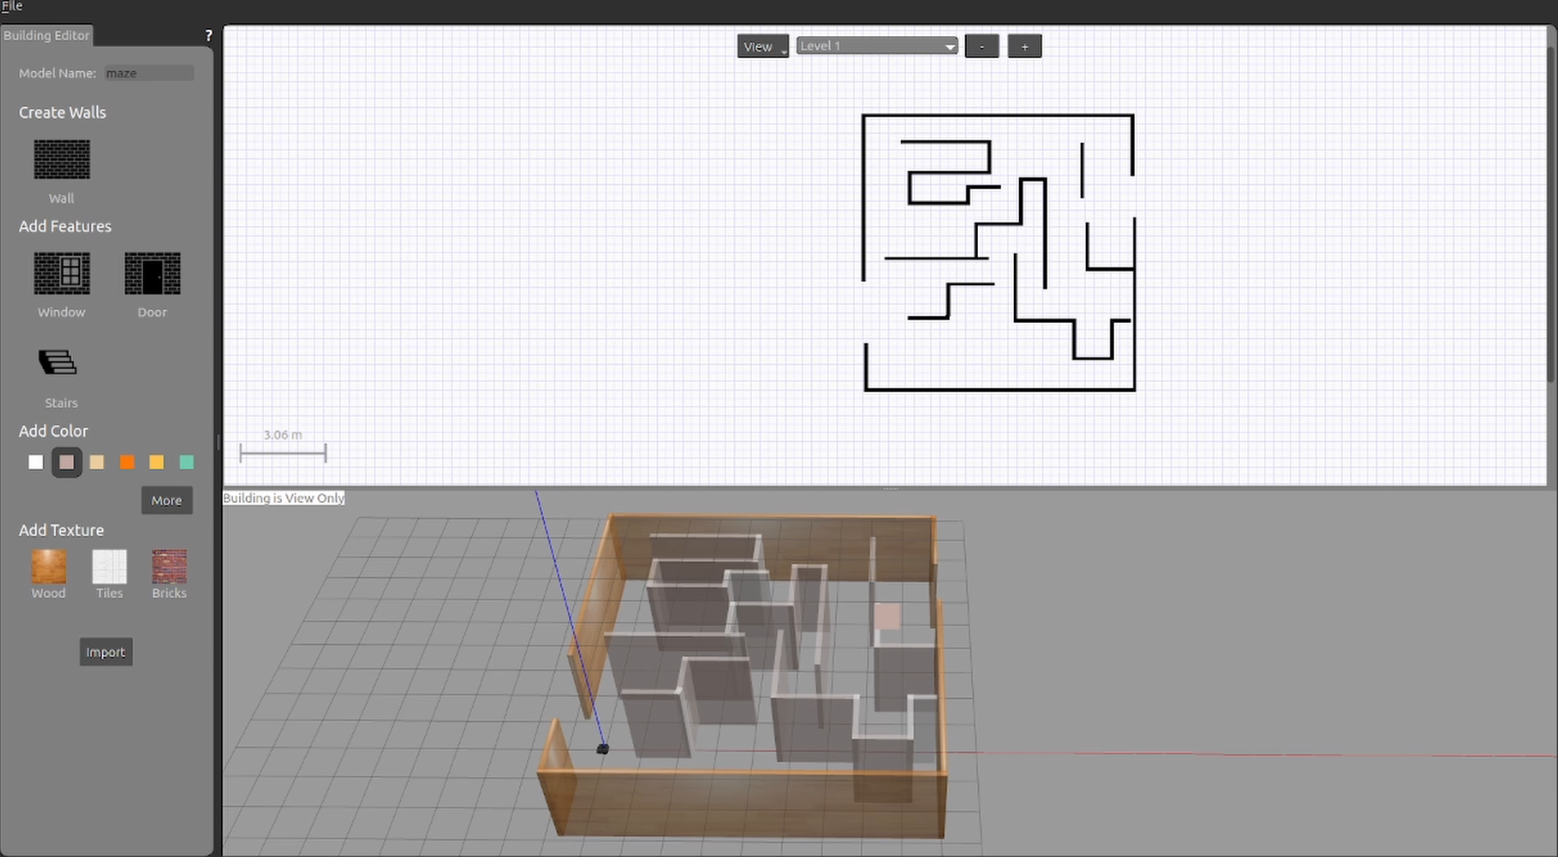 File
Building Editor
?
Model Name: maze
Create Walls
Wall
Add Features
Window
Door
Stairs
Add Color
More
Add Texture
Wood
Tiles
Bricks
Import
View
Level 1
-
+
3.06 m
Building is View Only